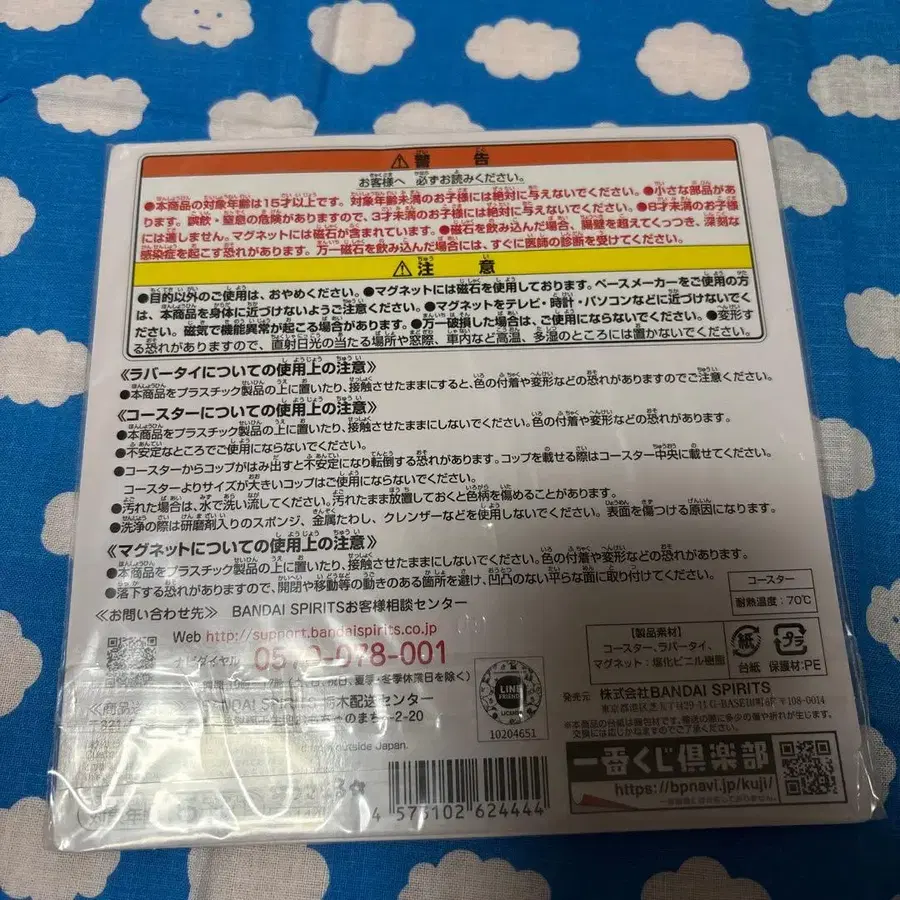 ⚠警告
お客様へ 必ずお読みください。
●本商品の対象年齢は15才以上です。対象年齢未満のお子様には絶対に与えないでください。●小さな部品があ
ります。誤飲・窒息の危険がありますので、3才未満のお子様には絶対に与えないでください。●8才未満のお子様
には適しません。マグネットには磁石が含まれています。●磁石を飲み込んだ場合、腸壁を超えてくっつき、深刻な
感染症を起こす恐れがあります。万一磁石を飲み込んだ場合には、すぐに医師の診断を受けてください。
⚠注意
●目的以外のご使用は、おやめください。●マグネットには磁石を使用しております。ペースメーカーをご使用の方
は、本商品を身体に近づけないようご注意ください。●マグネットをテレビ・時計・パソコンなどに近づけないでくだ
さい。磁気で機能異常が起こる場合があります。●万一破損した場合は、ご使用にならないでください。●変形す
る恐れがありますので、直射日光の当たる場所や窓際、車内など高温、多湿のところには置かないでください。
《ラバータイについての使用上の注意》
●本商品をプラスチック製品の上に置いたり、接触させたままにすると、色の付着や変形などの恐れがありますのでご注意ください。
《コースターについての使用上の注意》
●本商品をプラスチック製品の上に置いたり、接触させたままにしないでください。色の付着や変形などの恐れがあります。
●不安定なところでご使用にならないでください。
●コースターからコップがはみ出すと不安定になり転倒する恐れがあります。コップを載せる際はコースター中央に載せてください。
コースターよりサイズが大きいコップはご使用にならないでください。
●汚れた場合は、水で洗い流してください。汚れたまま放置しておくと色柄を傷めることがあります。
●洗浄の際は研磨剤入りのスポンジ、金属たわし、クレンザーなどを使用しないでください。表面を傷つける原因になります。
《マグネットについての使用上の注意》
●本商品をプラスチック製品の上に置いたり、接触させたままにしないでください。色の付着や変形などの恐れがあります。
●落下する恐れがありますので、開閉や移動等の動きのある箇所を避け、凹凸のない平らな面に取り付けてください。
コースター
耐熱温度:70℃
《お問い合わせ先》 BANDAI SPIRITSお客様相談センター
Web http://support.bandaispirits.co.jp
ナビダイヤル 0570-078-001
【製品素材】
コースター、ラバータイ、
マグネット:塩化ビニル樹脂
紙
台紙
プラ
保護材:PE
LINE
FRIENDS
10204651
発売元 株式会社BANDAI SPIRITS
〒108-0014
一番くじ倶楽部
https://bpnavi.jp/kuji/
outside Japan.
4 573102 624444